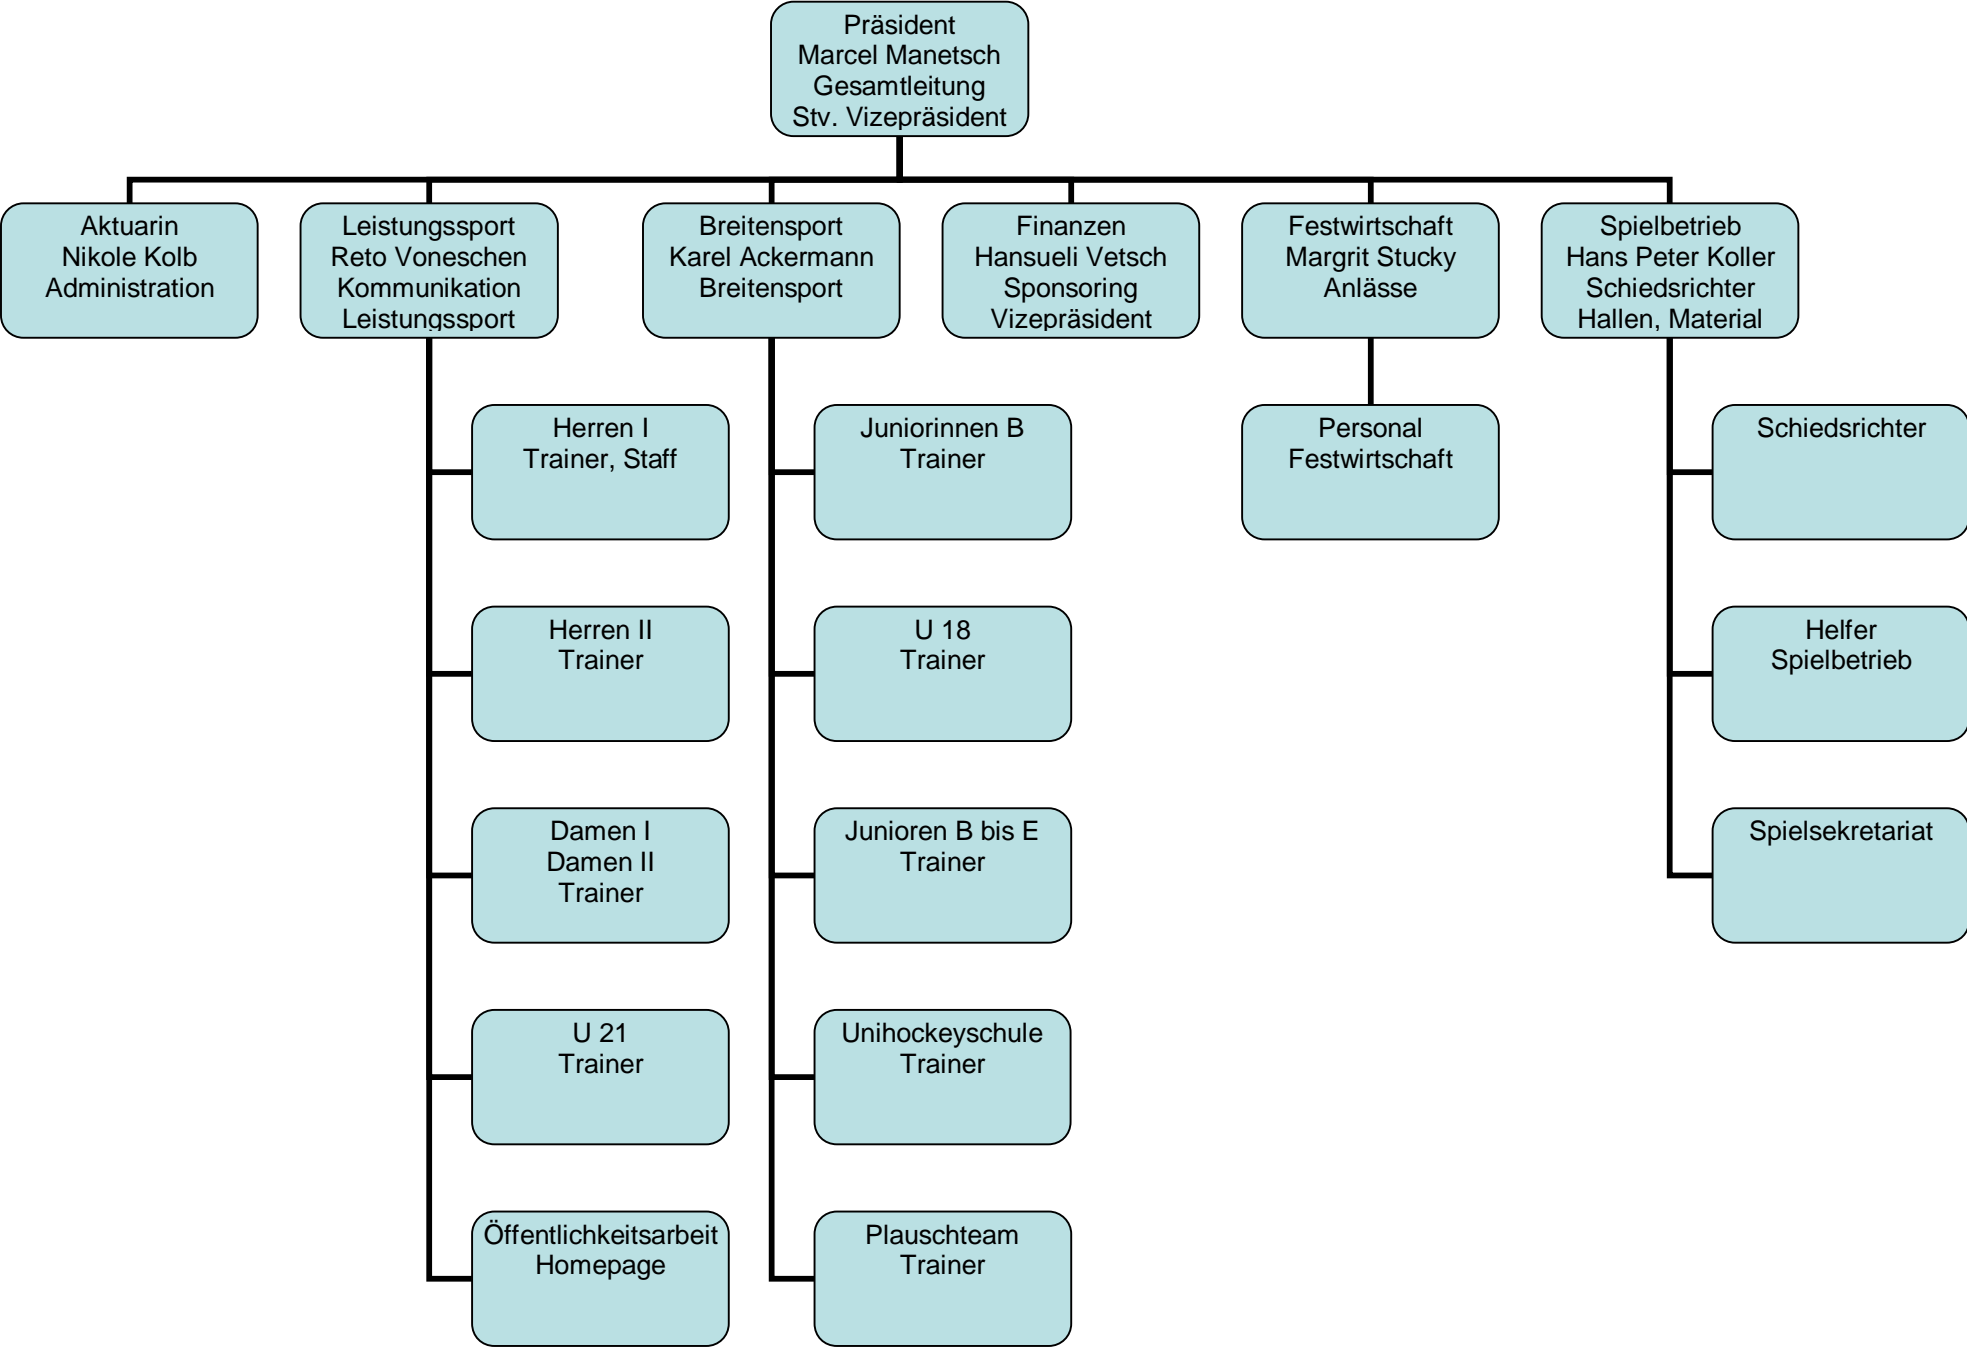 Präsident
Marcel Manetsch
Gesamtleitung
Stv. Vizepräsident
Aktuarin
Nikole Kolb
Administration
Leistungssport
Reto Voneschen
Kommunikation
Leistungssport
Breitensport
Karel Ackermann
Breitensport
Finanzen
Hansueli Vetsch
Sponsoring
Vizepräsident
Festwirtschaft
Margrit Stucky
Anlässe
Spielbetrieb
Hans Peter Koller
Schiedsrichter
Hallen, Material
Herren I
Trainer, Staff
Juniorinnen B
Trainer
Personal
Festwirtschaft
Schiedsrichter
Herren II
Trainer
U 18
Trainer
Helfer
Spielbetrieb
Damen I
Damen II
Trainer
Junioren B bis E
Trainer
Spielsekretariat
U 21
Trainer
Unihockeyschule
Trainer
Öffentlichkeitsarbeit
Homepage
Plauschteam
Trainer